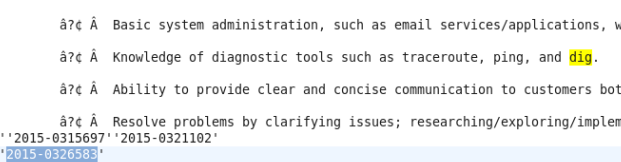 â?¢ Â Basic system administration, such as email services/applications, w
â?¢ Â Knowledge of diagnostic tools such as traceroute, ping, and dig.
â?¢ Â Ability to provide clear and concise communication to customers bot
â?¢ Â Resolve problems by clarifying issues; researching/exploring/implem
''2015-0315697''2015-0321102'
'2015-0326583'